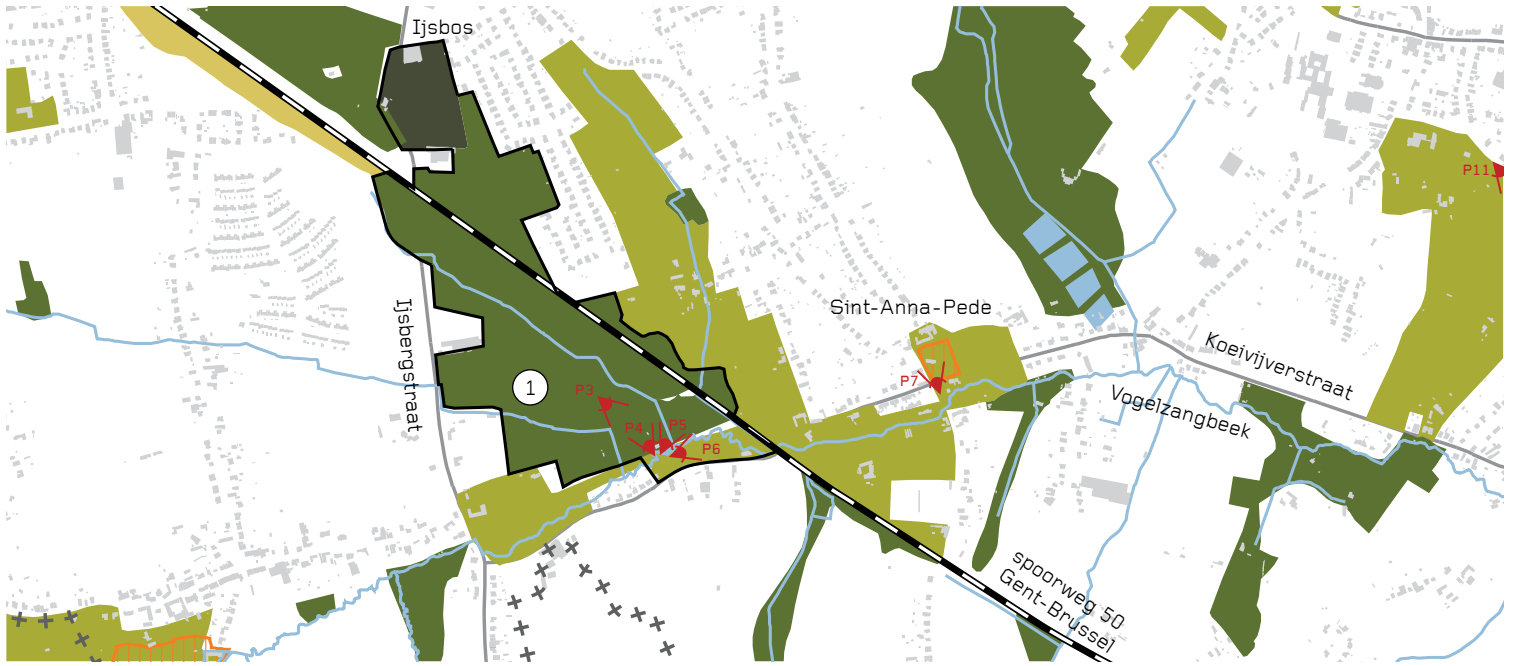 Ijsbos
P11
Ijsbergstraat
Sint-Anna-Pede
Koeivijverstraat
P7
1
P3
Vogelzangbeek
P4
P5
P6
spoorweg 50
Gent-Brussel